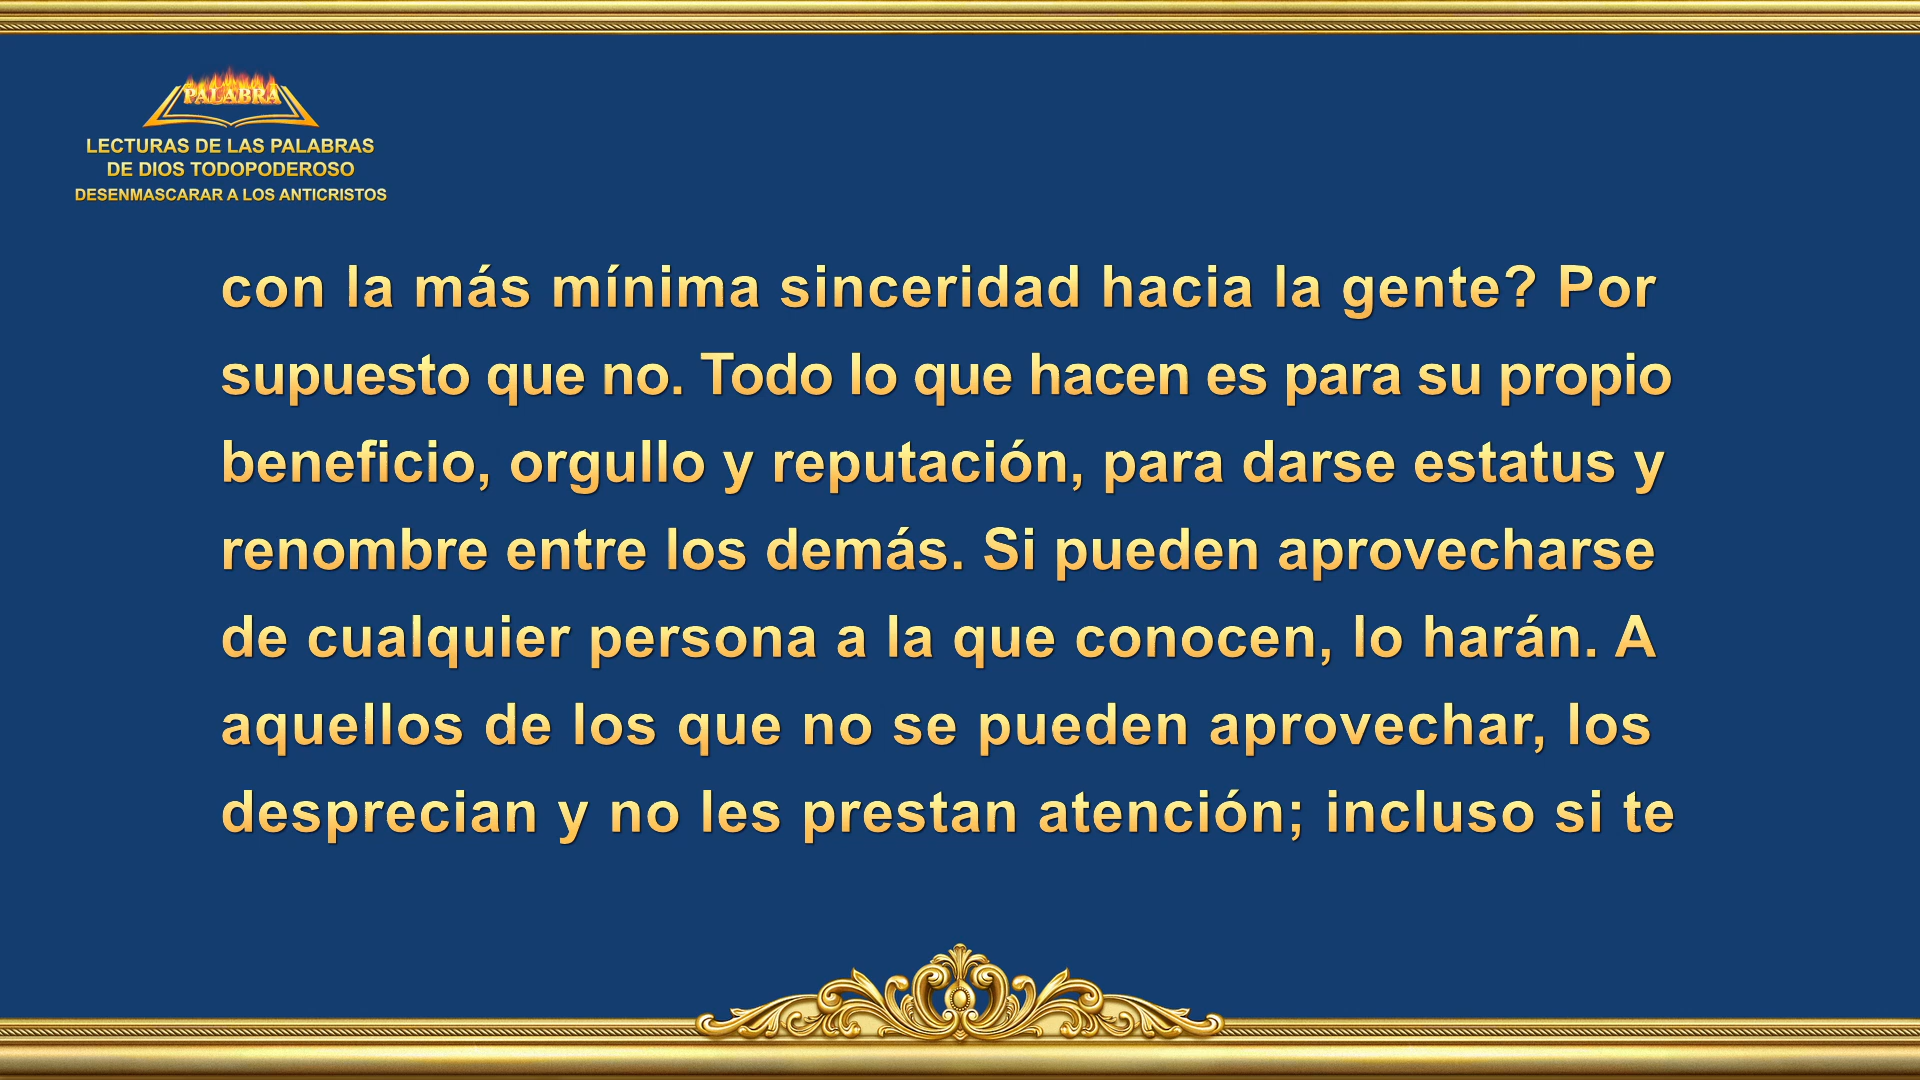 PALABRA
LECTURAS DE LAS PALABRAS
DE DIOS TODOPODEROSO
DESENMASCARAR A LOS ANTICRISTOS
con la más mínima sinceridad hacia la gente? Por
supuesto que no. Todo lo que hacen es para su propio
beneficio, orgullo y reputación, para darse estatus y
renombre entre los demás. Si pueden aprovecharse
de cualquier persona a la que conocen, lo harán. A
aquellos de los que no se pueden aprovechar, los
desprecian y no les prestan atención; incluso si te